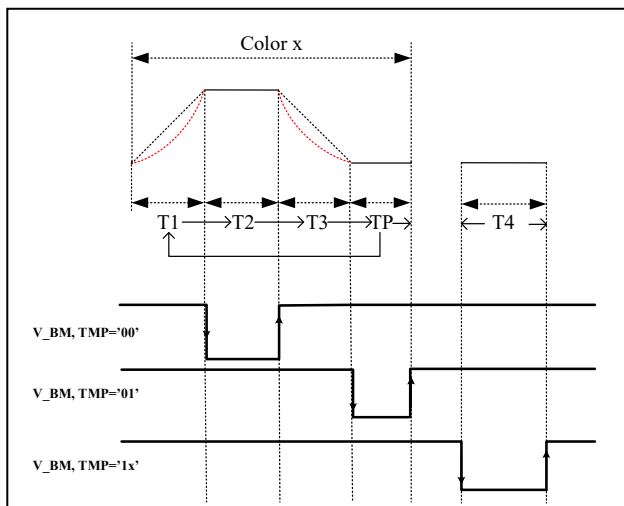 Color x
T1 T2 T3 TP T4
V_BM, TMP='00'
V_BM, TMP='01'
V_BM, TMP='1x'